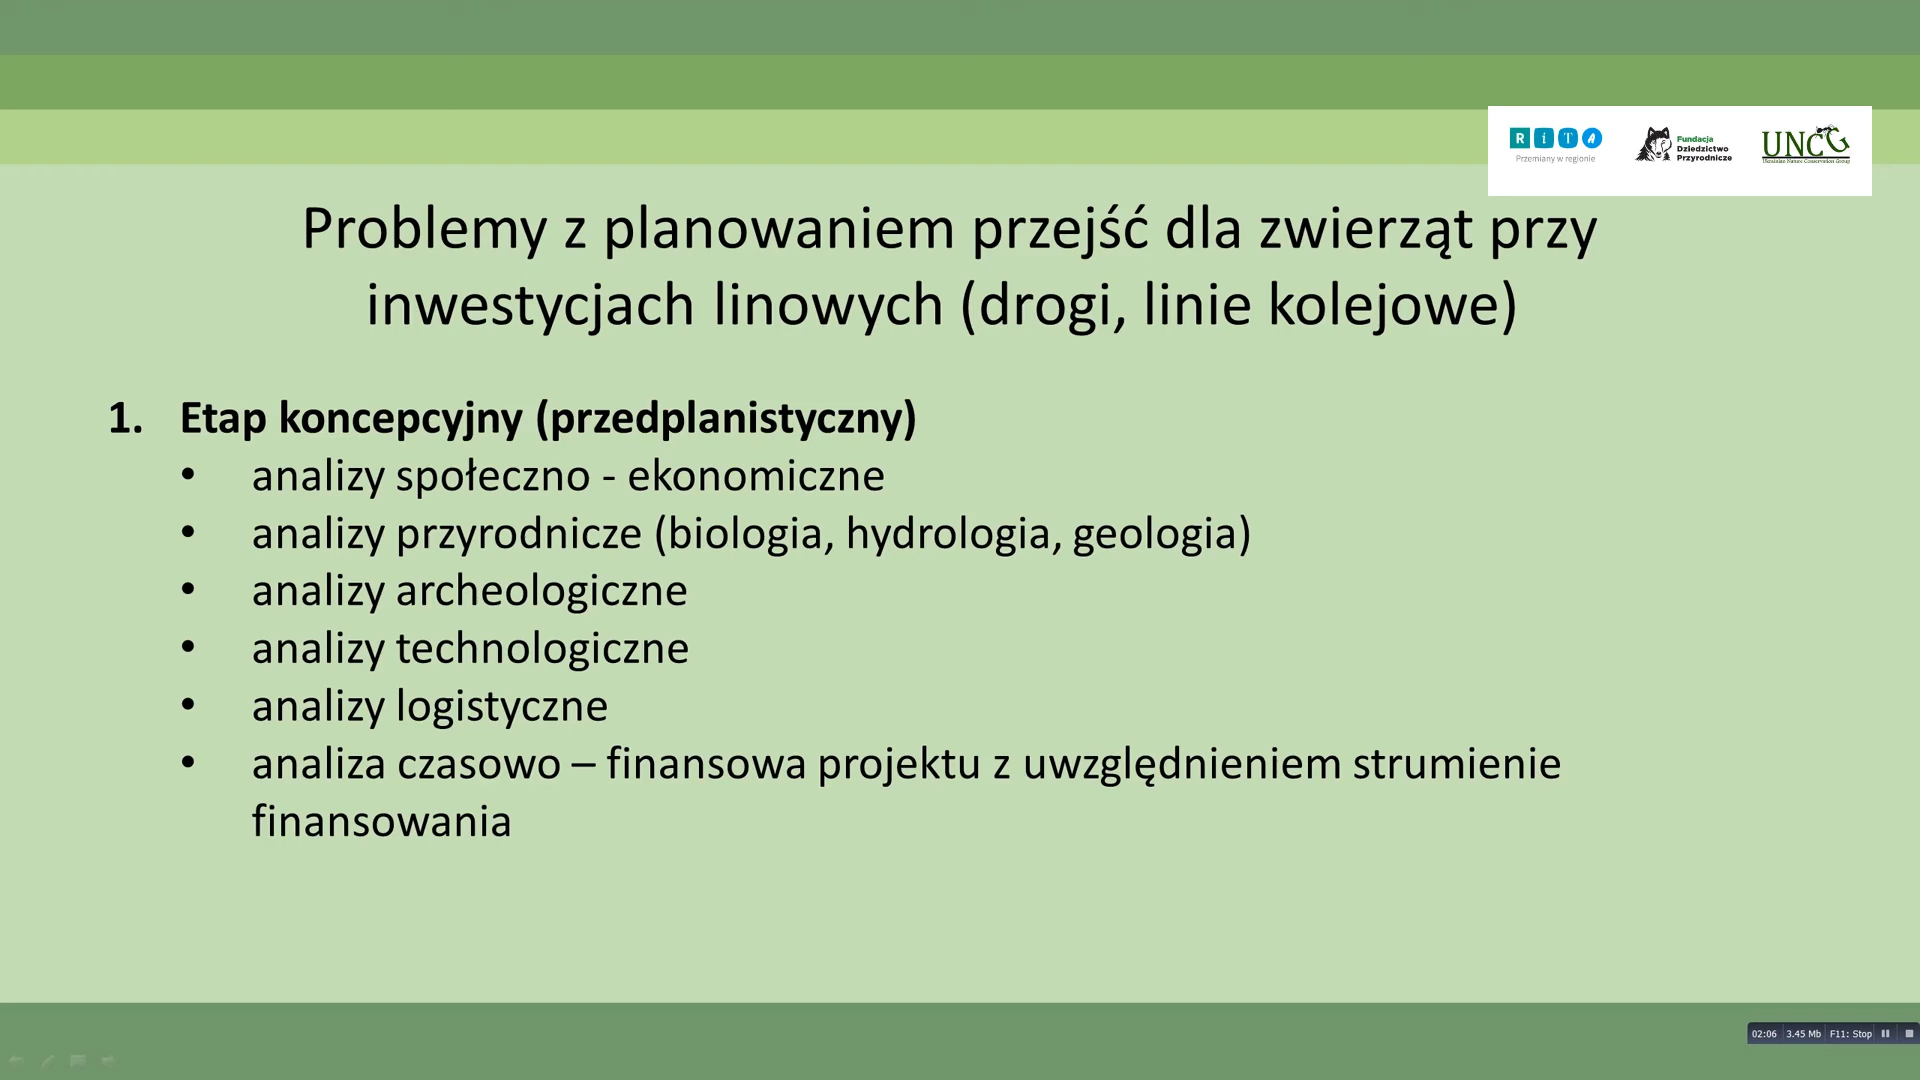 RiTA
Przemiany w regionie
Fundacja
Dziedzictwo
Przyrodnicze
UNCG
Ukrainian Nature Conservation Group
Problemy z planowaniem przejść dla zwierząt przy
inwestycjach linowych (drogi, linie kolejowe)
1. Etap koncepcyjny (przedplanistyczny)
• analizy społeczno - ekonomiczne
• analizy przyrodnicze (biologia, hydrologia, geologia)
• analizy archeologiczne
• analizy technologiczne
• analizy logistyczne
• analiza czasowo – finansowa projektu z uwzględnieniem strumienie
finansowania
02:06 3.45 Mb F11: Stop